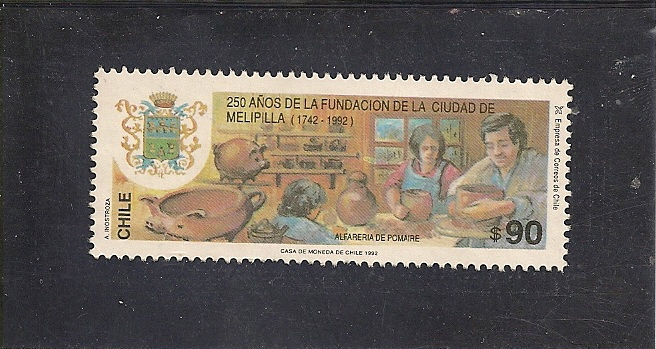 250 AÑOS DE LA FUNDACION DE LA CIUDAD DE
MELIPILLA (1742-1992)
Empresa de Correos de Chile
A. INOSTROZA
CHILE
ALFARERIA DE POMAIRE
$90
CASA DE MONEDA DE CHILE 1992